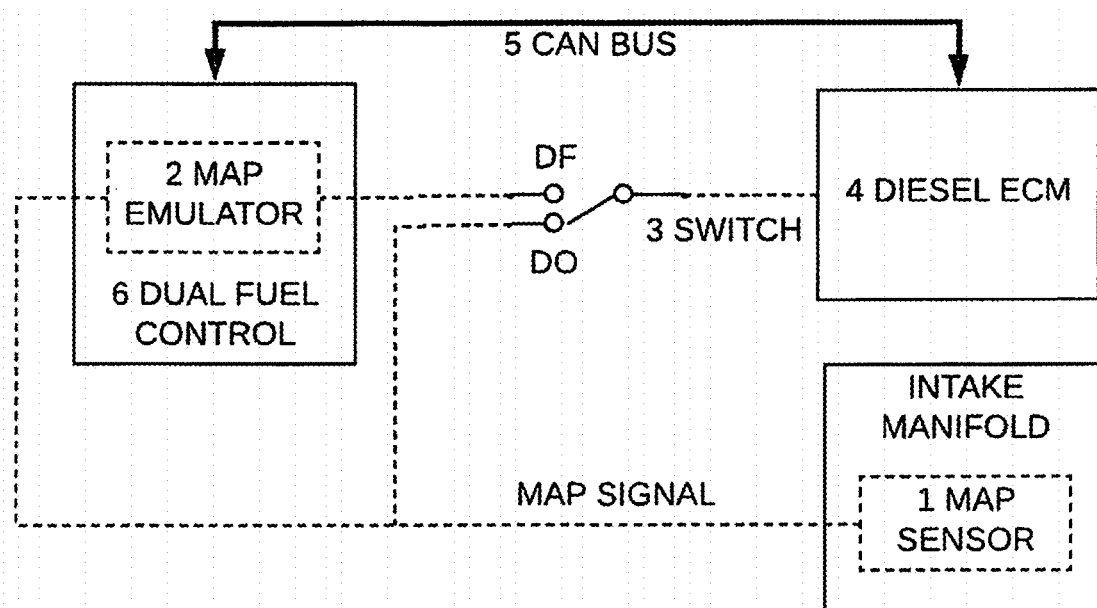 5 CAN BUS
2 MAP
EMULATOR
6 DUAL FUEL
CONTROL
DF
DO
3 SWITCH
4 DIESEL ECM
INTAKE
MANIFOLD
MAP SIGNAL
1 MAP
SENSOR